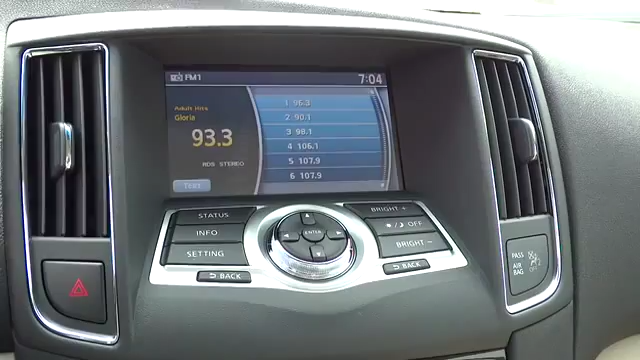 FM1 7:04
Adult Hits
Gloria
93.3
RDS STEREO
Text
1 96.3
2 90.1
3 98.1
4 106.1
5 107.9
6 107.9
STATUS
INFO
SETTING
BACK
ENTER
BRIGHT +
OFF
BRIGHT −
BACK
PASS
AIR
BAG
OFF